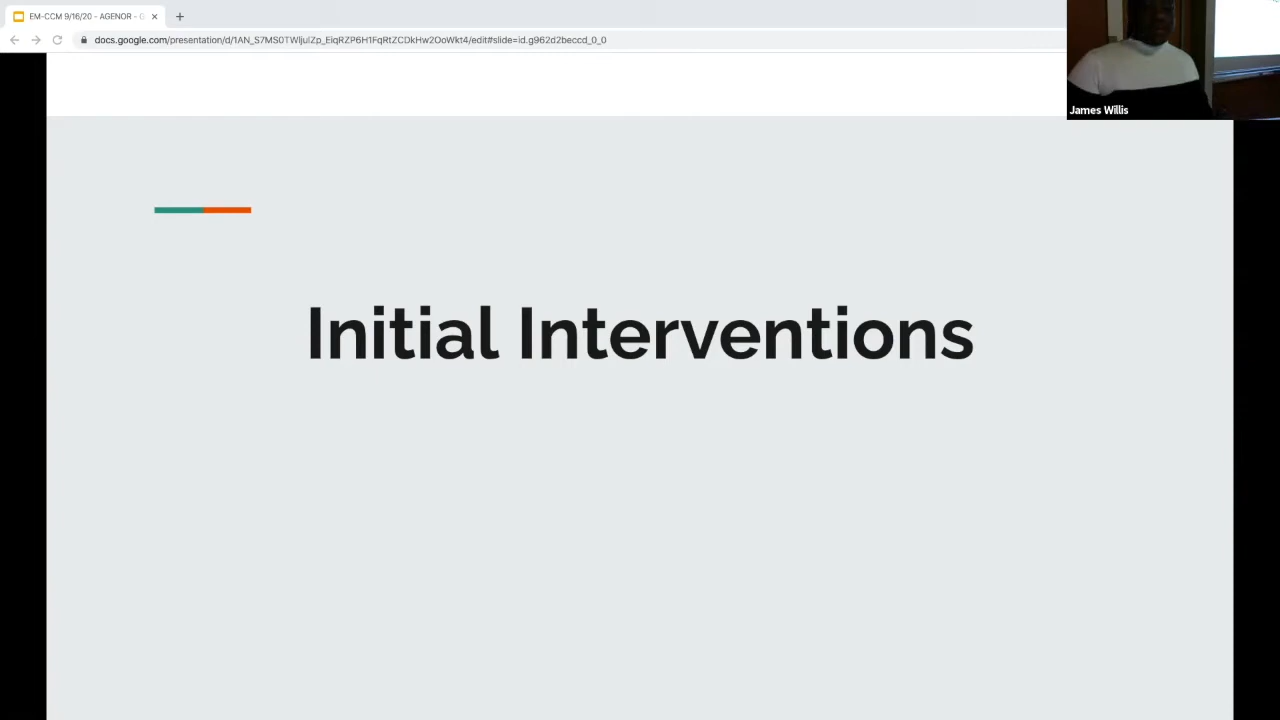 EM-CCM 9/16/20 - AGENOR - G
docs.google.com/presentation/d/1AN_S7MS0TWljulZp_EiqRZP6H1FqRtZCDkHw2OoWkt4/edit#slide=id.g962d2beccd_0_0
James Willis
Initial Interventions